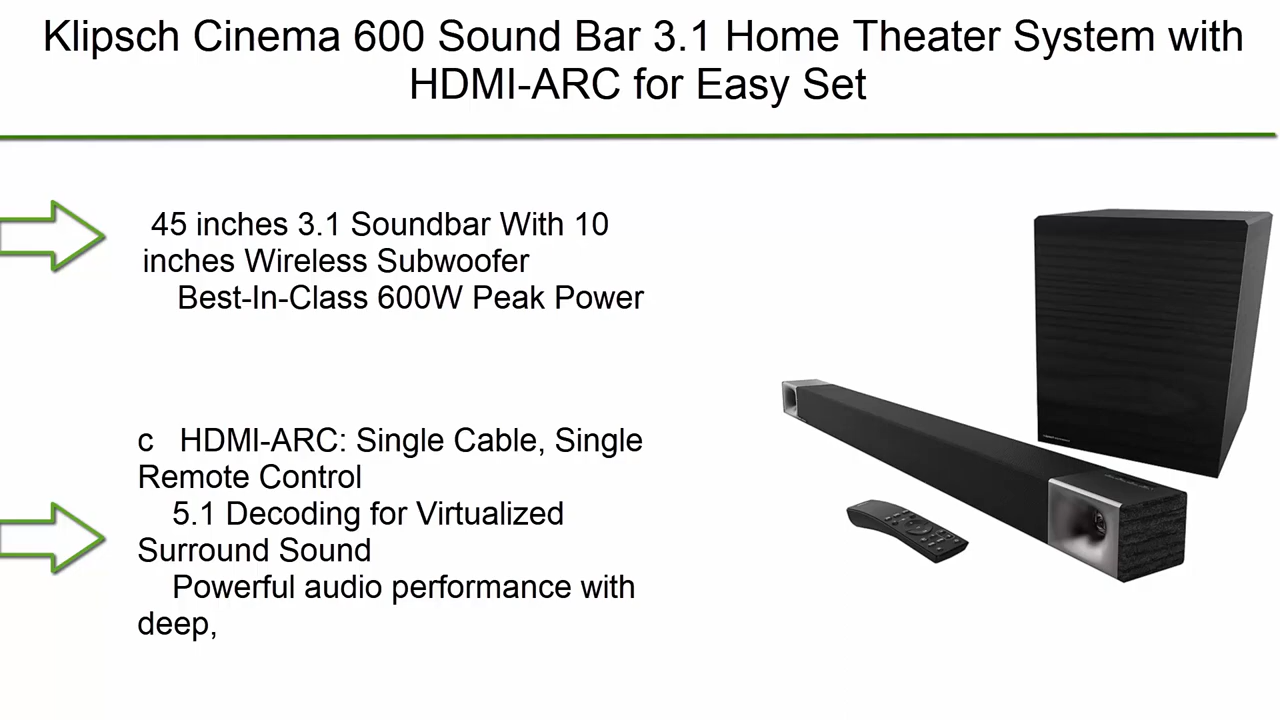 Klipsch Cinema 600 Sound Bar 3.1 Home Theater System with
HDMI-ARC for Easy Set
45 inches 3.1 Soundbar With 10
inches Wireless Subwoofer
Best-In-Class 600W Peak Power
c HDMI-ARC: Single Cable, Single
Remote Control
5.1 Decoding for Virtualized
Surround Sound
Powerful audio performance with
deep,